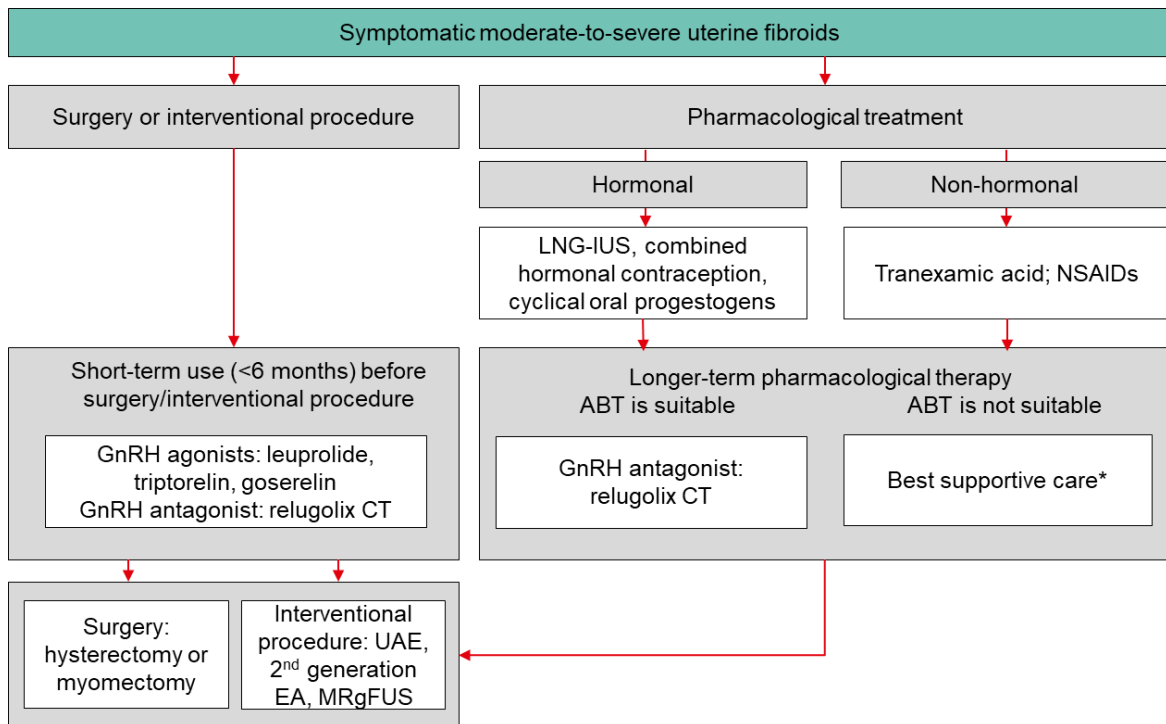 Symptomatic moderate-to-severe uterine fibroids
Surgery or interventional procedure
Pharmacological treatment
Hormonal
Non-hormonal
LNG-IUS, combined
hormonal contraception,
cyclical oral progestogens
Tranexamic acid; NSAIDs
Short-term use (<6 months) before
surgery/interventional procedure
GnRH agonists: leuprolide,
triptorelin, goserelin
GnRH antagonist: relugolix CT
Longer-term pharmacological therapy
ABT is suitable
ABT is not suitable
GnRH antagonist:
relugolix CT
Best supportive care*
Surgery:
hysterectomy or
myomectomy
Interventional
procedure: UAE,
2nd generation
EA, MRgFUS